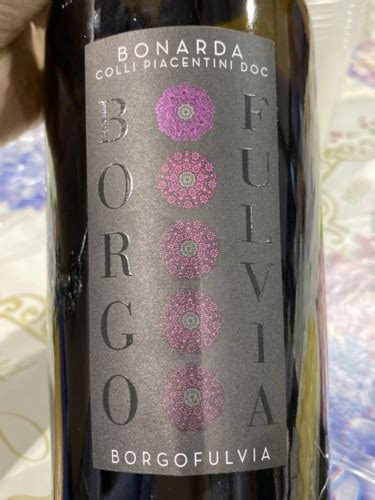 BONARDA
COLLI PIACENTINI DOC
BORGO
FULVIA
BORGOFULVIA